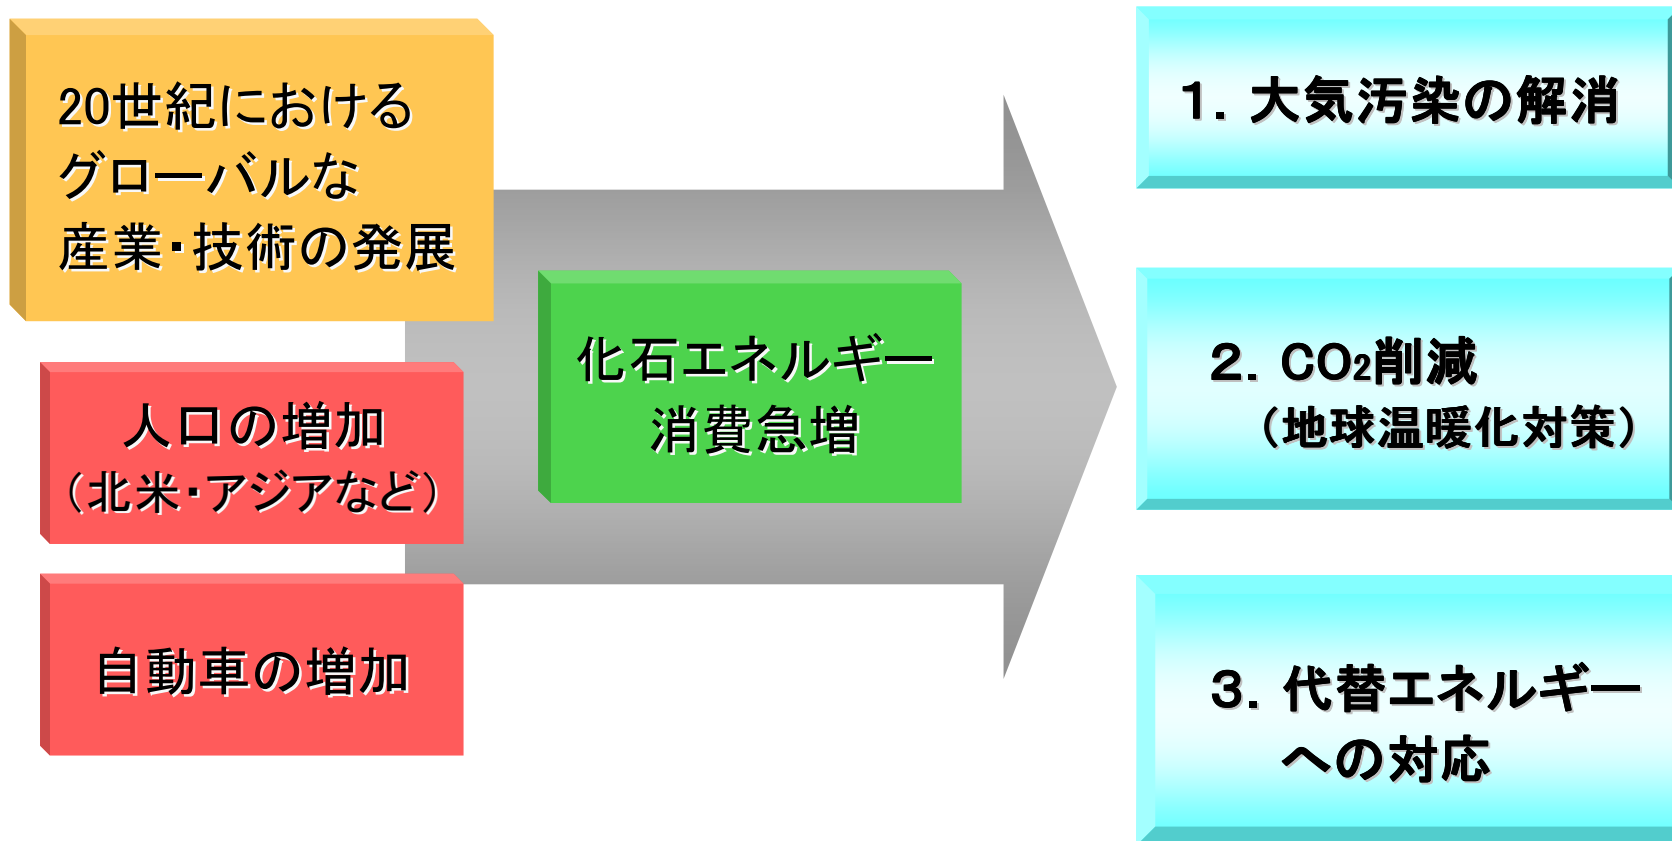 20世紀における
グローバルな
産業・技術の発展
人口の増加
（北米・アジアなど）
自動車の増加
化石エネルギー
消費急増
１．大気汚染の解消
２．CO₂削減
（地球温暖化対策）
３．代替エネルギー
への対応